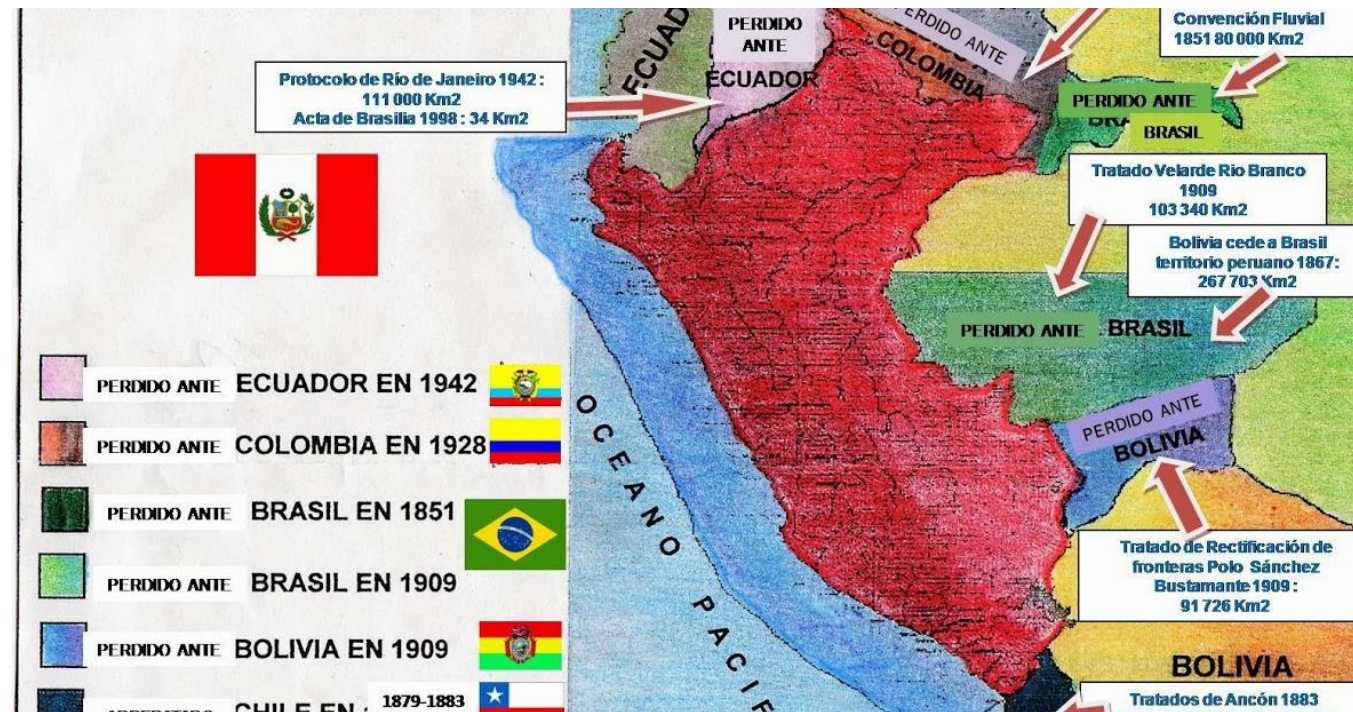 PERDIDO
ANTE
ECUADOR
ECUAD
PERDIDO ANTE
COLOMBIA
Convención Fluvial
1851 80 000 Km2
Protocolo de Río de Janeiro 1942 :
111 000 Km2
Acta de Brasilia 1998 : 34 Km2
PERDIDO ANTE
BRA
BRASIL
Tratado Velarde Rio Branco
1909
103 340 Km2
Bolivia cede a Brasil
territorio peruano 1867:
267 703 Km2
PERDIDO ANTE BRASIL
PERDIDO ANTE
BOLIVIA
Tratado de Rectificación de
fronteras Polo Sánchez
Bustamante 1909 :
91 726 Km2
BOLIVIA
Tratados de Ancón 1883
OCEANO PACIF
PERDIDO ANTE ECUADOR EN 1942
PERDIDO ANTE COLOMBIA EN 1928
PERDIDO ANTE BRASIL EN 1851
PERDIDO ANTE BRASIL EN 1909
PERDIDO ANTE BOLIVIA EN 1909
CHILE EN 1879-1883